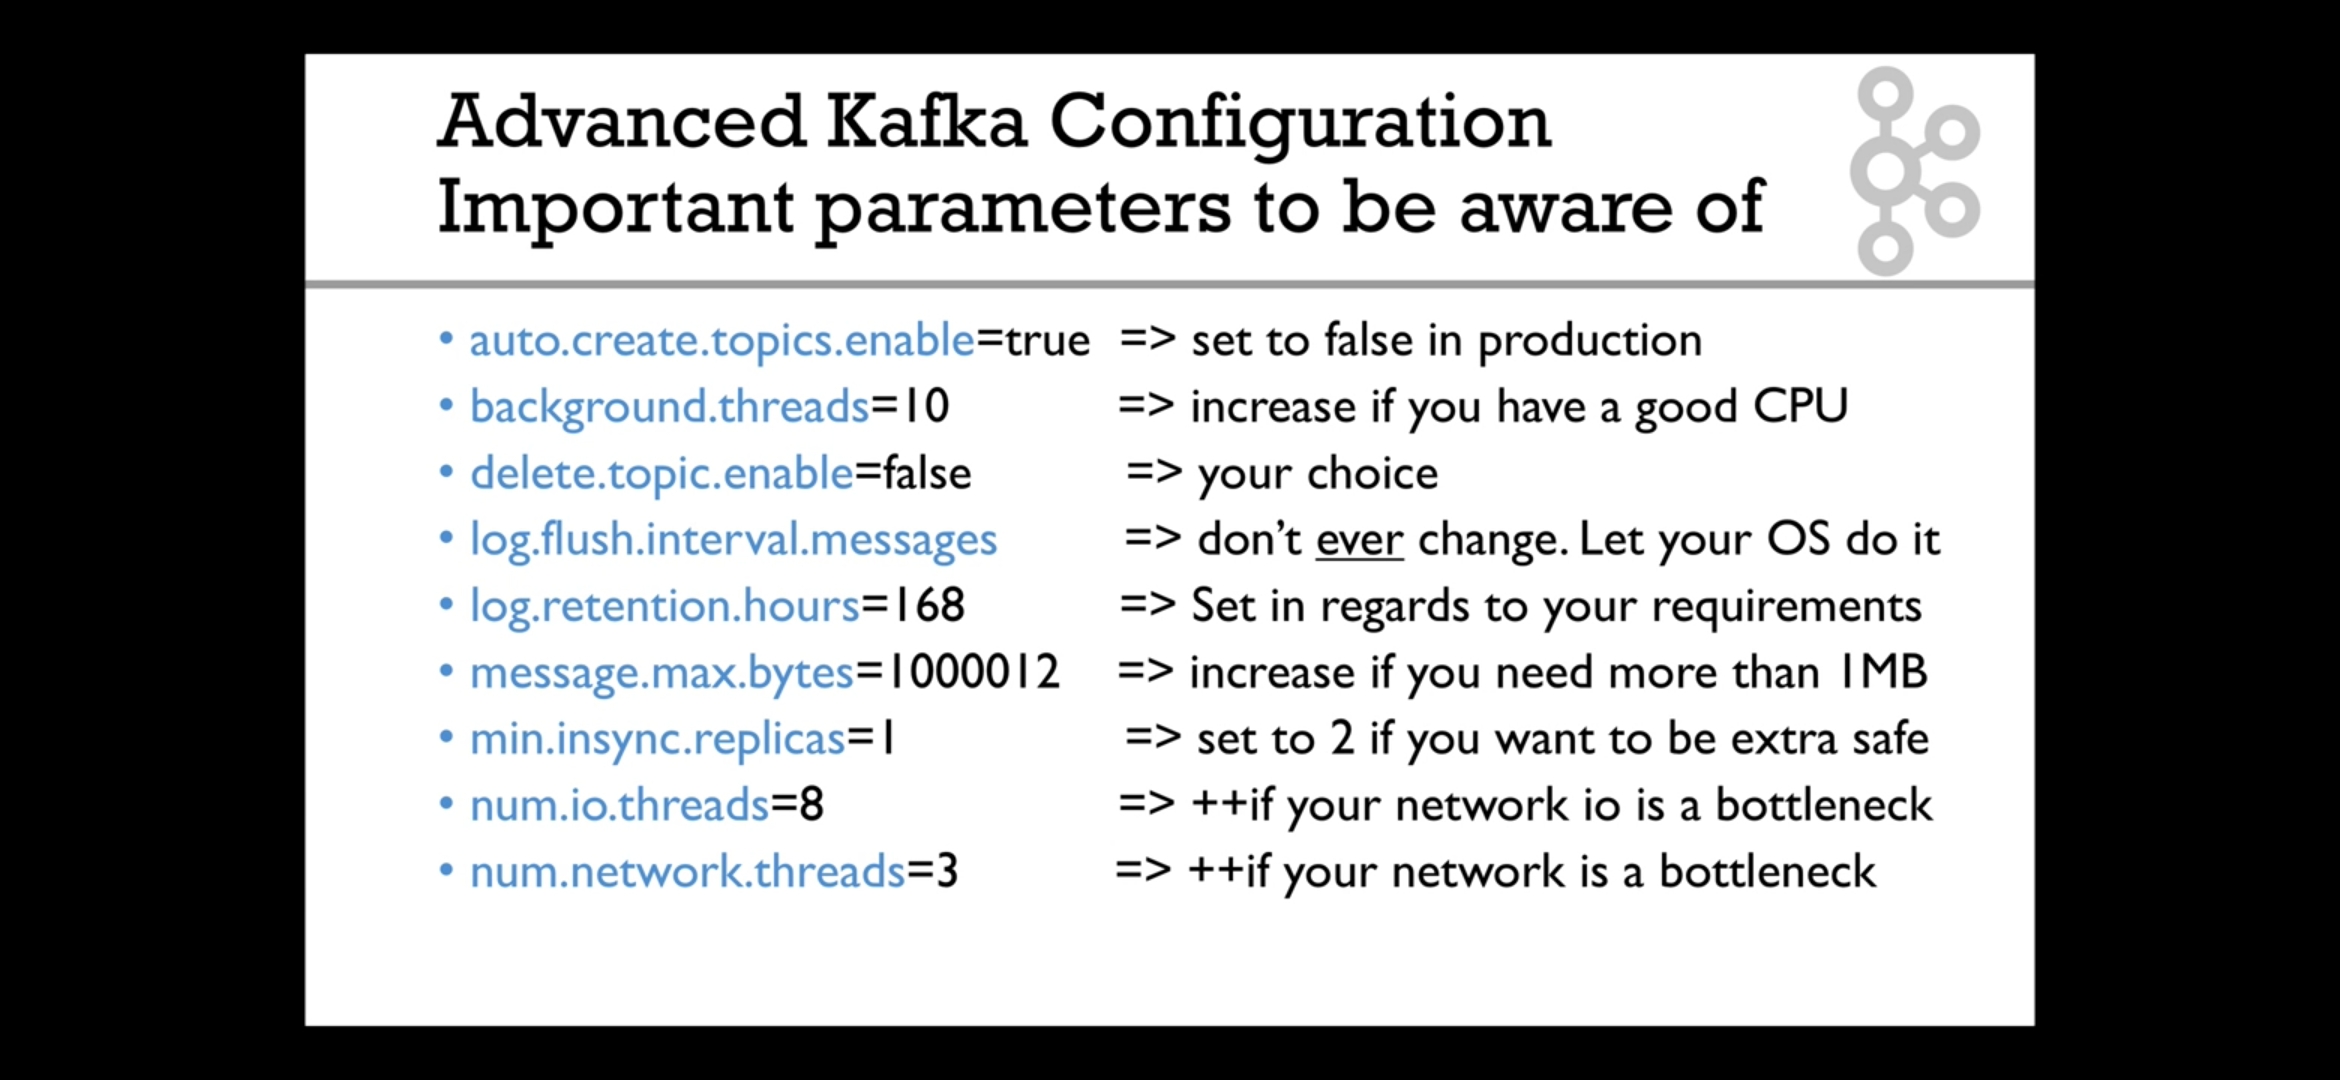 Advanced Kafka Configuration
Important parameters to be aware of
• auto.create.topics.enable=true => set to false in production
• background.threads=10 => increase if you have a good CPU
• delete.topic.enable=false => your choice
• log.flush.interval.messages => don’t ever change. Let your OS do it
• log.retention.hours=168 => Set in regards to your requirements
• message.max.bytes=1000012 => increase if you need more than 1MB
• min.insync.replicas=1 => set to 2 if you want to be extra safe
• num.io.threads=8 => ++if your network io is a bottleneck
• num.network.threads=3 => ++if your network is a bottleneck